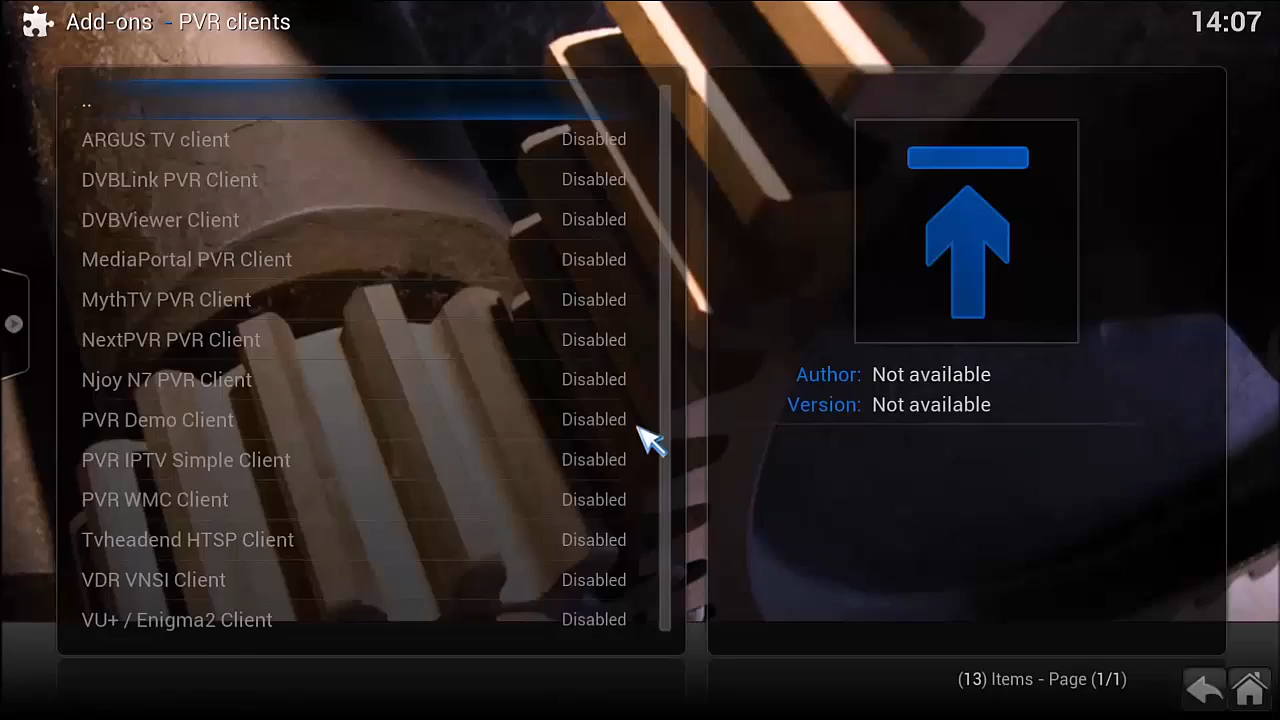 Add-ons - PVR clients
14:07
..
ARGUS TV client Disabled
DVBLink PVR Client Disabled
DVBViewer Client Disabled
MediaPortal PVR Client Disabled
MythTV PVR Client Disabled
NextPVR PVR Client Disabled
Njoy N7 PVR Client Disabled
PVR Demo Client Disabled
PVR IPTV Simple Client Disabled
PVR WMC Client Disabled
Tvheadend HTSP Client Disabled
VDR VNSI Client Disabled
VU+ / Enigma2 Client Disabled
Author: Not available
Version: Not available
(13) Items - Page (1/1)